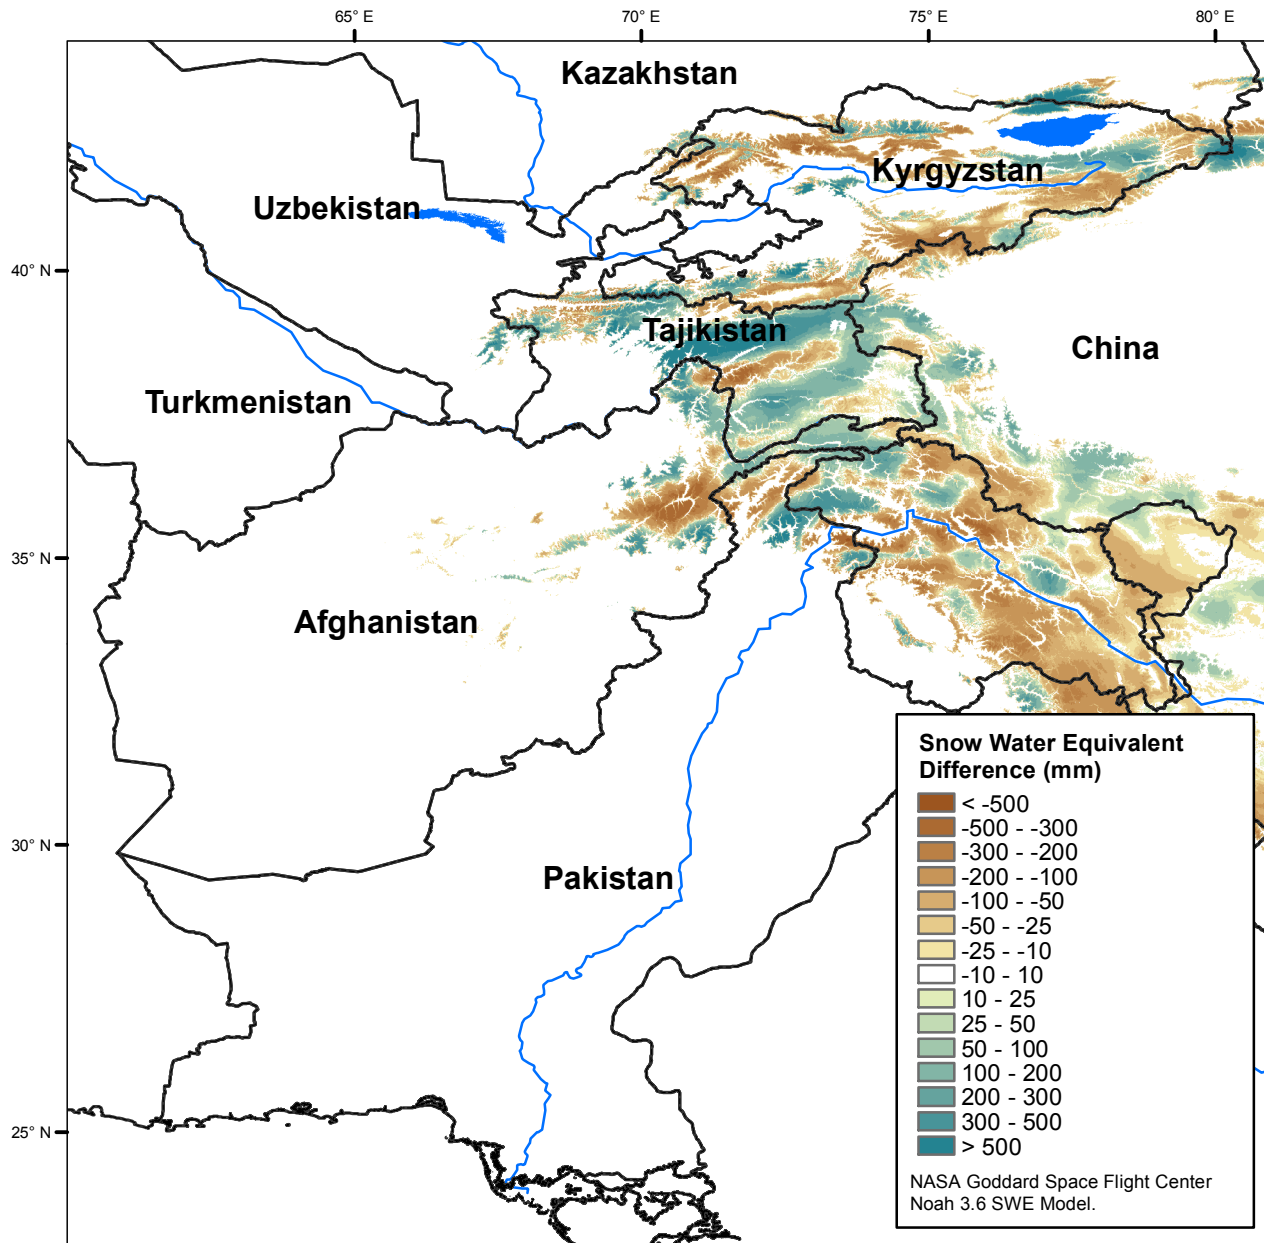 65° E
70° E
75° E
80° E
Kazakhstan
Kyrgyzstan
Uzbekistan
40° N
Tajikistan
China
Turkmenistan
35° N
Afghanistan
Snow Water Equivalent
Difference (mm)
< -500
-500 - -300
-300 - -200
-200 - -100
-100 - -50
-50 - -25
-25 - -10
-10 - 10
10 - 25
25 - 50
50 - 100
100 - 200
200 - 300
300 - 500
> 500
30° N
Pakistan
25° N
NASA Goddard Space Flight Center
Noah 3.6 SWE Model.